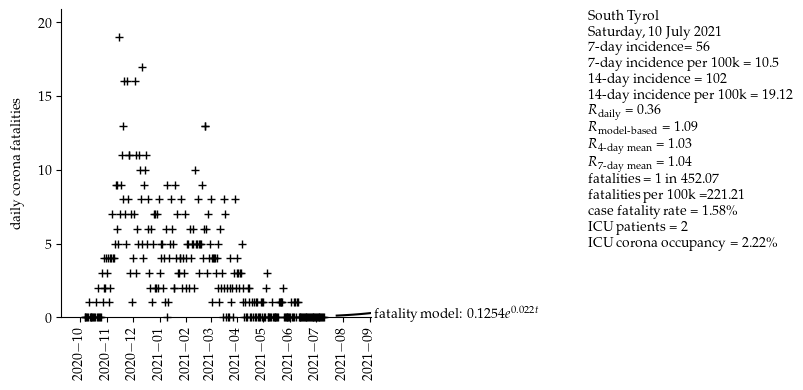 South Tyrol
Saturday, 10 July 2021
7-day incidence= 56
7-day incidence per 100k = 10.5
14-day incidence = 102
14-day incidence per 100k = 19.12
R_daily = 0.36
R_model-based = 1.09
R_4-day mean = 1.03
R_7-day mean = 1.04
fatalities = 1 in 452.07
fatalities per 100k =221.21
case fatality rate = 1.58%
ICU patients = 2
ICU corona occupancy = 2.22%
daily corona fatalities
20
15
10
5
0
fatality model: 0.1254e^0.022t
2020−10
2020−11
2020−12
2021−01
2021−02
2021−03
2021−04
2021−05
2021−06
2021−07
2021−08
2021−09